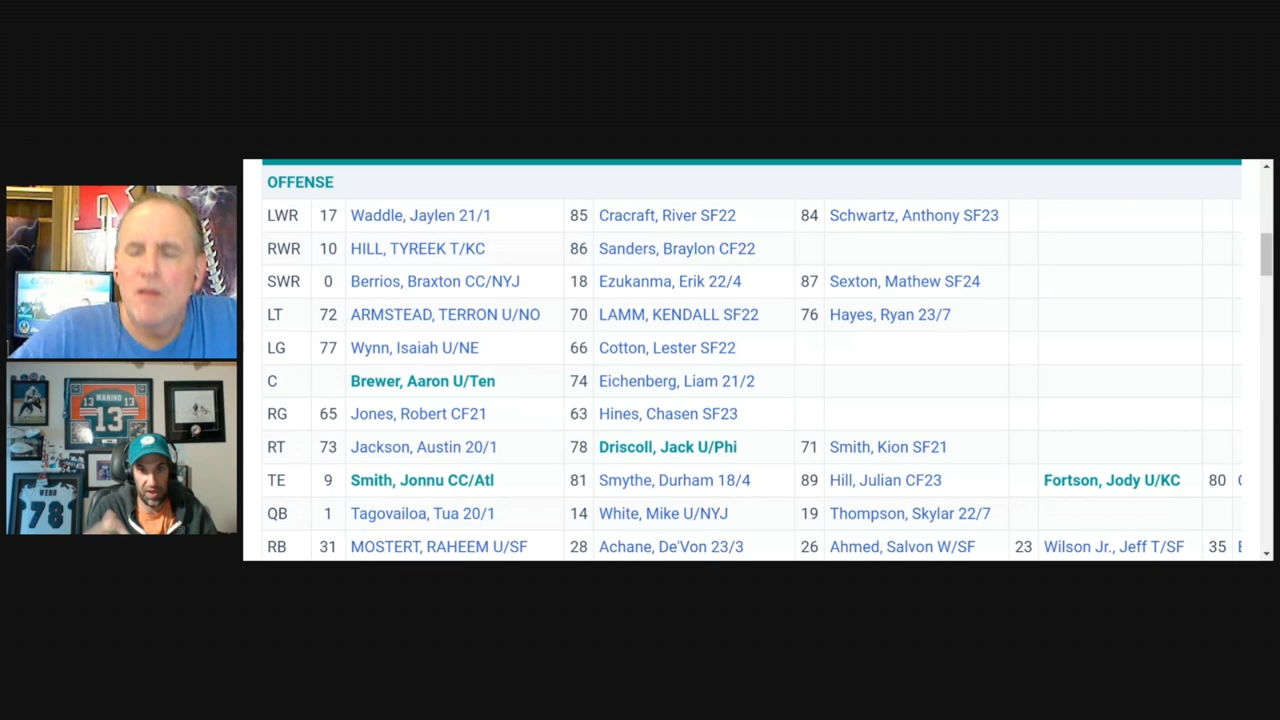 OFFENSE
LWR 17 Waddle, Jaylen 21/1 85 Cracraft, River SF22 84 Schwartz, Anthony SF23
RWR 10 HILL, TYREEK T/KC 86 Sanders, Braylon CF22
SWR 0 Berrios, Braxton CC/NYJ 18 Ezukanma, Erik 22/4 87 Sexton, Mathew SF24
LT 72 ARMSTEAD, TERRON U/NO 70 LAMM, KENDALL SF22 76 Hayes, Ryan 23/7
LG 77 Wynn, Isaiah U/NE 66 Cotton, Lester SF22
C Brewer, Aaron U/Ten 74 Eichenberg, Liam 21/2
RG 65 Jones, Robert CF21 63 Hines, Chasen SF23
RT 73 Jackson, Austin 20/1 78 Driscoll, Jack U/Phi 71 Smith, Kion SF21
TE 9 Smith, Jonnu CC/Atl 81 Smythe, Durham 18/4 89 Hill, Julian CF23 Fortson, Jody U/KC 80
QB 1 Tagovailoa, Tua 20/1 14 White, Mike U/NYJ 19 Thompson, Skylar 22/7
RB 31 MOSTERT, RAHEEM U/SF 28 Achane, De'Von 23/3 26 Ahmed, Salvon W/SF 23 Wilson Jr., Jeff T/SF 35
MARINO
13 13
13
WEBB
78